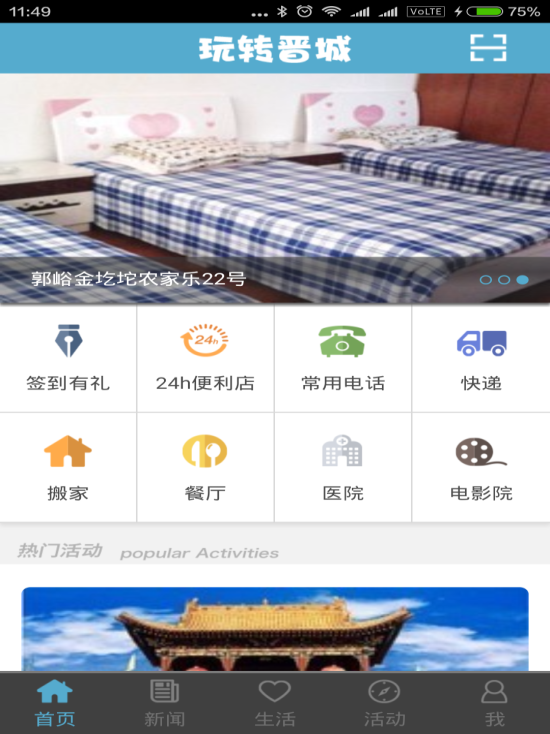 11:49
VoLTE
75%
玩转晋城
郭峪金圪坨农家乐22号
签到有礼
24h
24h便利店
常用电话
快递
搬家
餐厅
医院
电影院
热门活动 popular Activities
首页
新闻
生活
活动
我